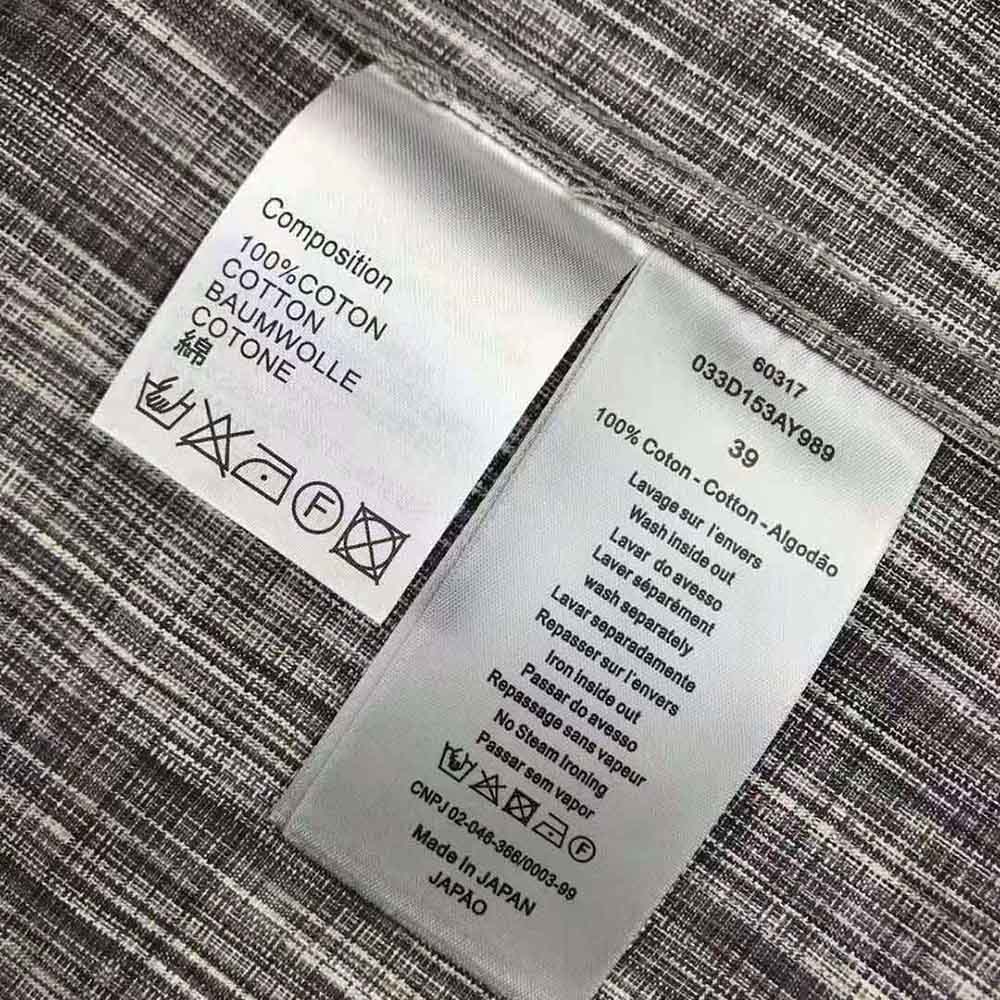 Composition
100%COTON
COTTON
BAUMWOLLE
COTONE
綿
F
60317
033D153AY989
39
100% Coton - Cotton - Algodão
Lavage sur l'envers
Wash inside out
Lavar do avesso
Laver séparément
wash separately
Lavar separadamente
Repasser sur l'envers
Iron inside out
Passar do avesso
Repassage sans vapeur
No Steam Ironing
Passar sem vapor
F
CNPJ 02-046-366/0003-99
Made In JAPAN
JAPÃO